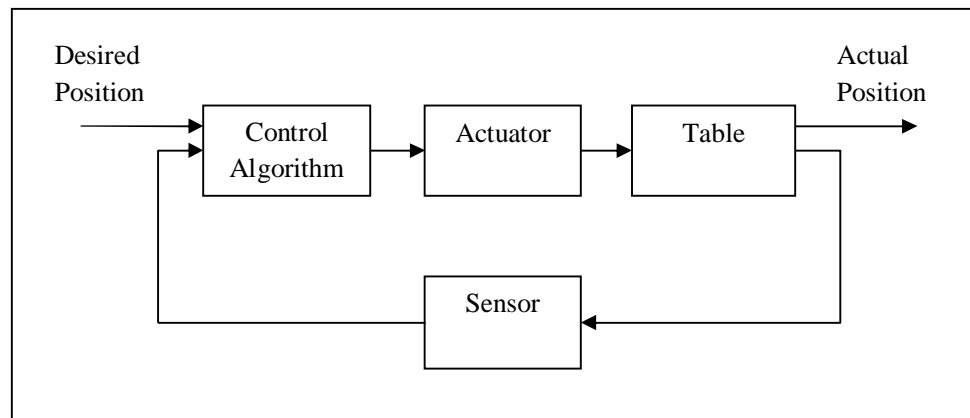 Desired
Position
Actual
Position
Control
Algorithm
Actuator
Table
Sensor